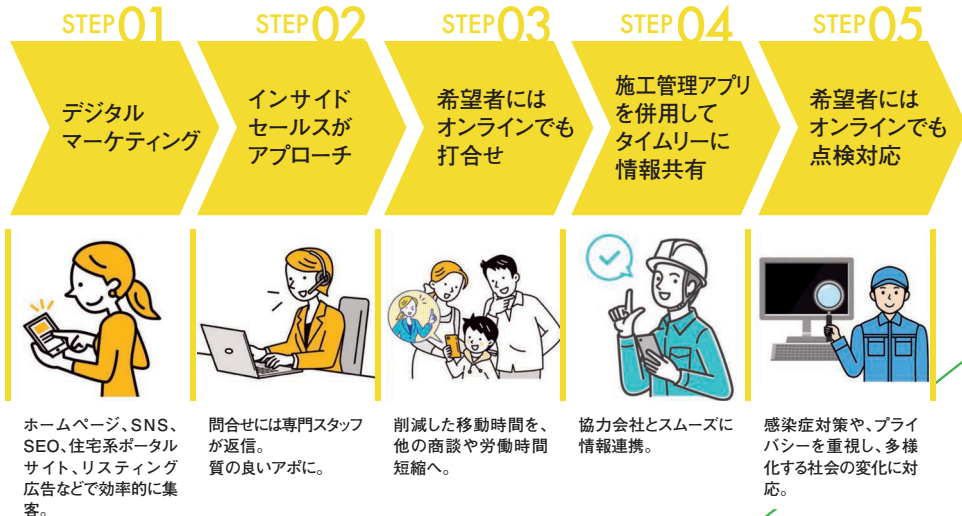 STEP01
デジタル
マーケティング
STEP02
インサイド
セールスが
アプローチ
STEP03
希望者には
オンラインでも
打合せ
STEP04
施工管理アプリ
を併用して
タイムリーに
情報共有
STEP05
希望者には
オンラインでも
点検対応
ホームページ、SNS、
SEO、住宅系ポータル
サイト、リスティング
広告などで効率的に集
客。
問合せには専門スタッフ
が返信。
質の良いアポに。
削減した移動時間を、
他の商談や労働時間
短縮へ。
協力会社とスムーズに
情報連携。
感染症対策や、プライ
バシーを重視し、多様
化する社会の変化に対
応。